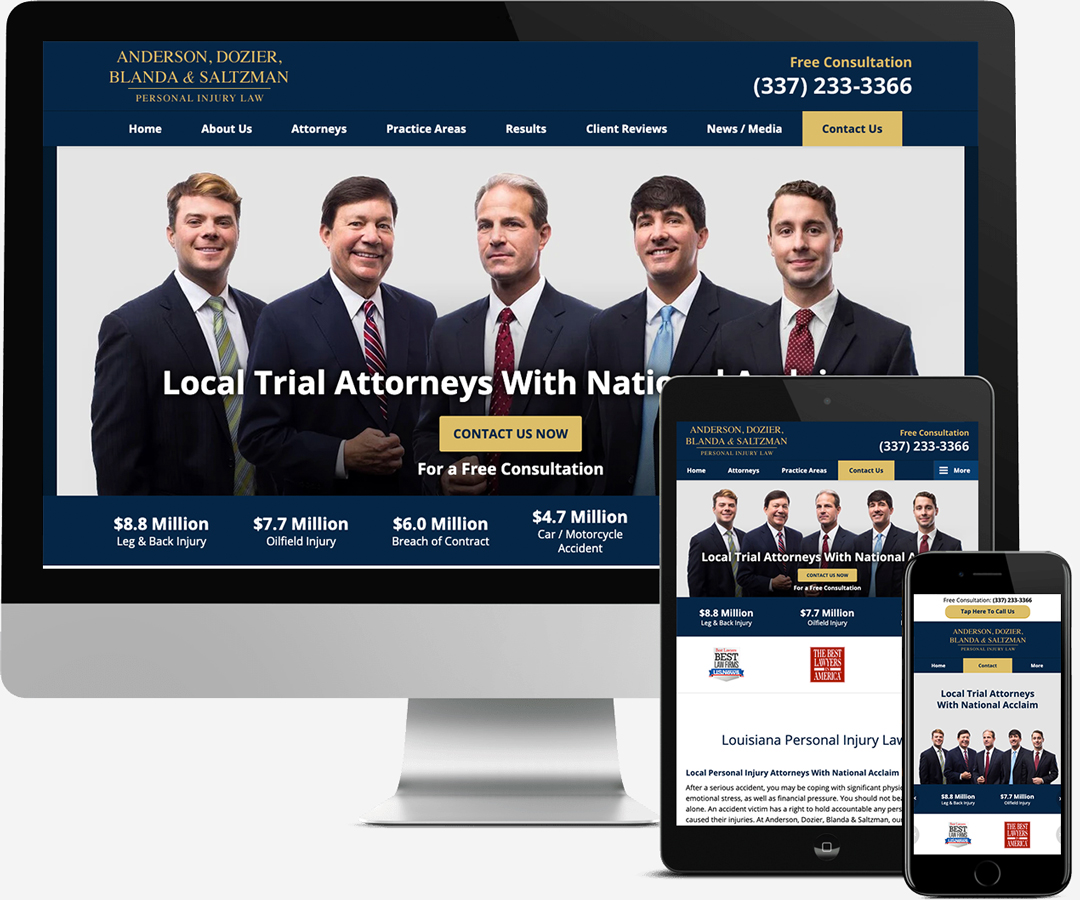 ANDERSON, DOZIER,
BLANDA & SALTZMAN
PERSONAL INJURY LAW
Free Consultation
(337) 233-3366
Home About Us Attorneys Practice Areas Results Client Reviews News / Media Contact Us
Local Trial Attorneys With Natio
CONTACT US NOW
For a Free Consultation
$8.8 Million
Leg & Back Injury
$7.7 Million
Oilfield Injury
$6.0 Million
Breach of Contract
$4.7 Million
Car / Motorcycle
Accident
ANDERSON, DOZIER,
BLANDA & SALTZMAN
PERSONAL INJURY LAW
Free Consultation
(337) 233-3366
Home Attorneys Practice Areas Contact Us More
Local Trial Attorneys With National A
CONTACT US NOW
For a Free Consultation
$8.8 Million
Leg & Back Injury
$7.7 Million
Oilfield Injury
Best Lawyers
BEST
LAW FIRMS
U.S.News
THE BEST
LAWYERS
IN
AMERICA
Louisiana Personal Injury Law
Local Personal Injury Attorneys With National Acclaim
After a serious accident, you may be coping with significant physic
emotional stress, as well as financial pressure. You should not bea
alone. An accident victim has a right to hold accountable any pers
caused their injuries. At Anderson, Dozier, Blanda & Saltzman, ou
Free Consultation: (337) 233-3366
Tap Here To Call Us
ANDERSON, DOZIER,
BLANDA & SALTZMAN
PERSONAL INJURY LAW
Home Contact More
Local Trial Attorneys
With National Acclaim
$8.8 Million
Leg & Back Injury
$7.7 Million
Oilfield Injury
BEST
LAW FIRMS
THE BEST
LAWYERS
IN
AMERICA